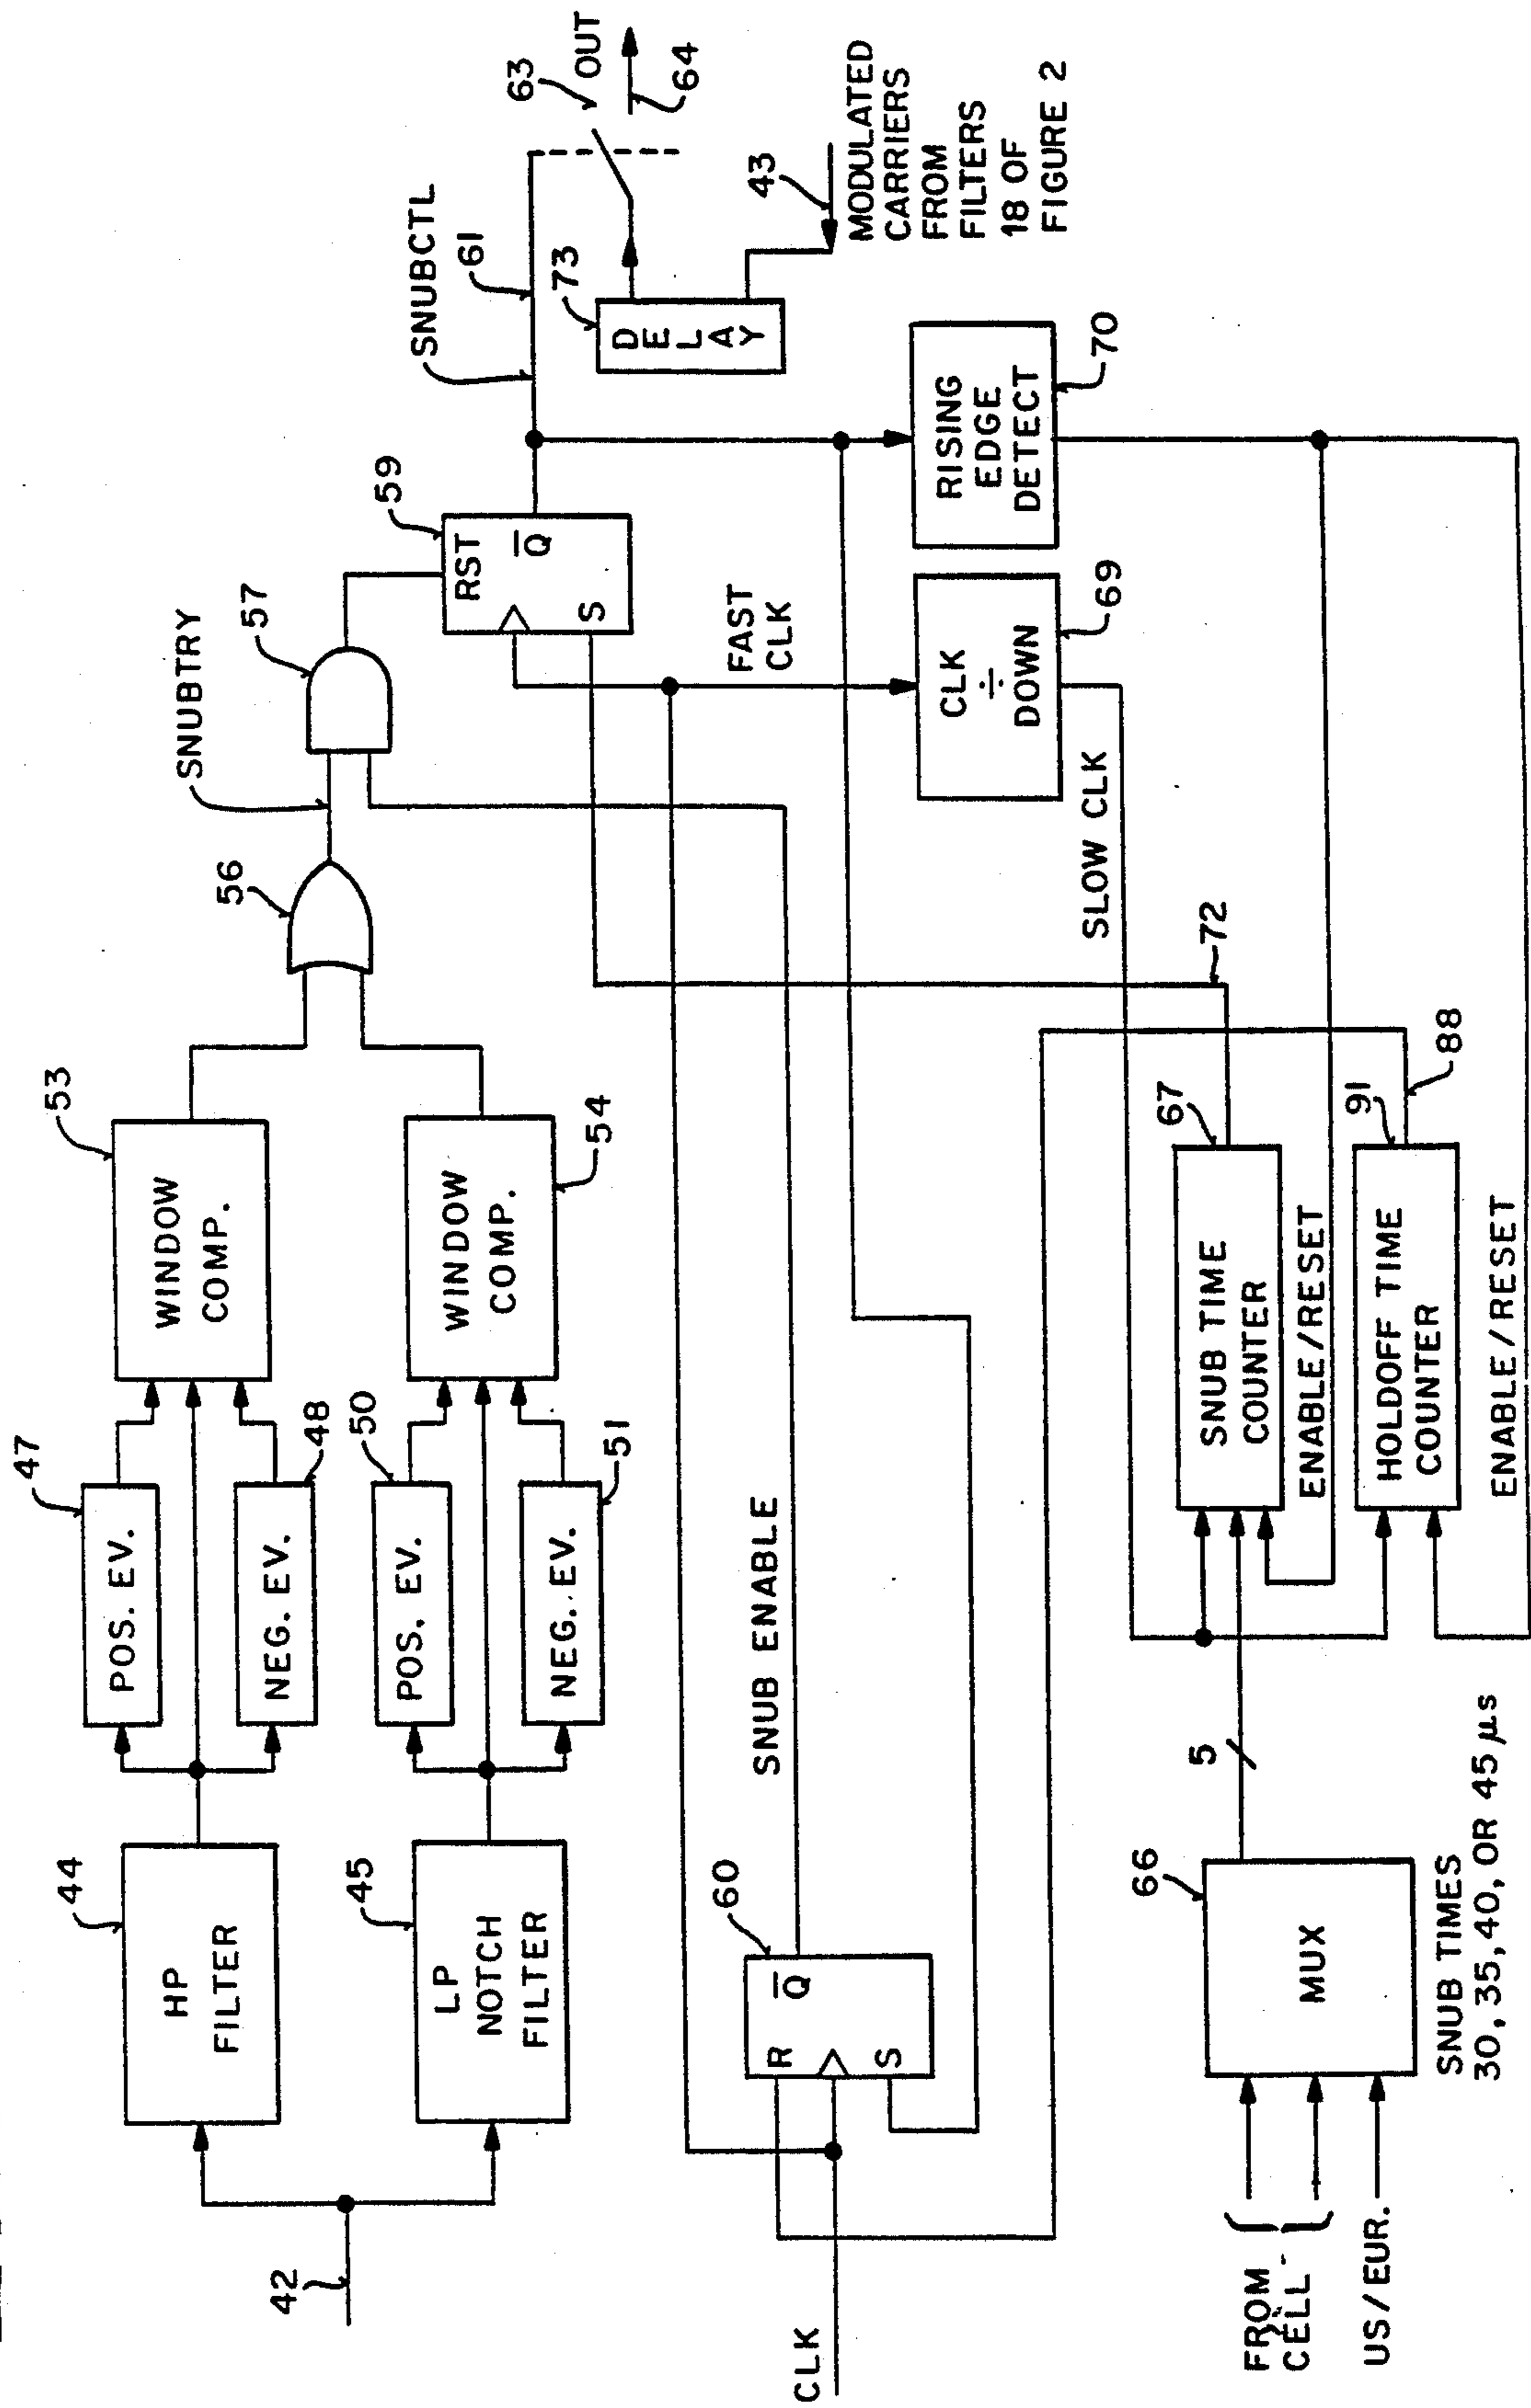 42
44
HP
FILTER
45
LP
NOTCH
FILTER
47
POS. EV.
48
NEG. EV.
50
POS. EV.
51
NEG. EV.
53
WINDOW
COMP.
54
WINDOW
COMP.
56
SNUBTRY
57
59
RST
Q̅
S
SNUBCTL
61
63
OUT
64
73
DELAY
43
MODULATED
CARRIERS
FROM
FILTERS
18 OF
FIGURE 2
CLK
60
R
Q̅
S
SNUB ENABLE
FAST
CLK
CLK
÷
DOWN
69
RISING
EDGE
DETECT
70
SLOW CLK
72
FROM
CELL
US/EUR.
66
MUX
SNUB TIMES
30, 35, 40, OR 45 μs
5
67
SNUB TIME
COUNTER
ENABLE/RESET
91
88
HOLDOFF TIME
COUNTER
ENABLE/RESET